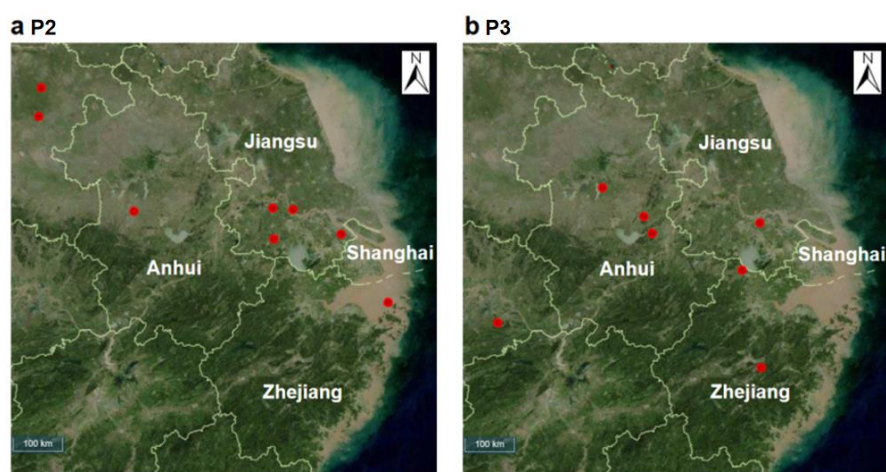 a P2
b P3
N
N
Jiangsu
Jiangsu
Shanghai
Shanghai
Anhui
Anhui
Zhejiang
Zhejiang
100 km
100 km